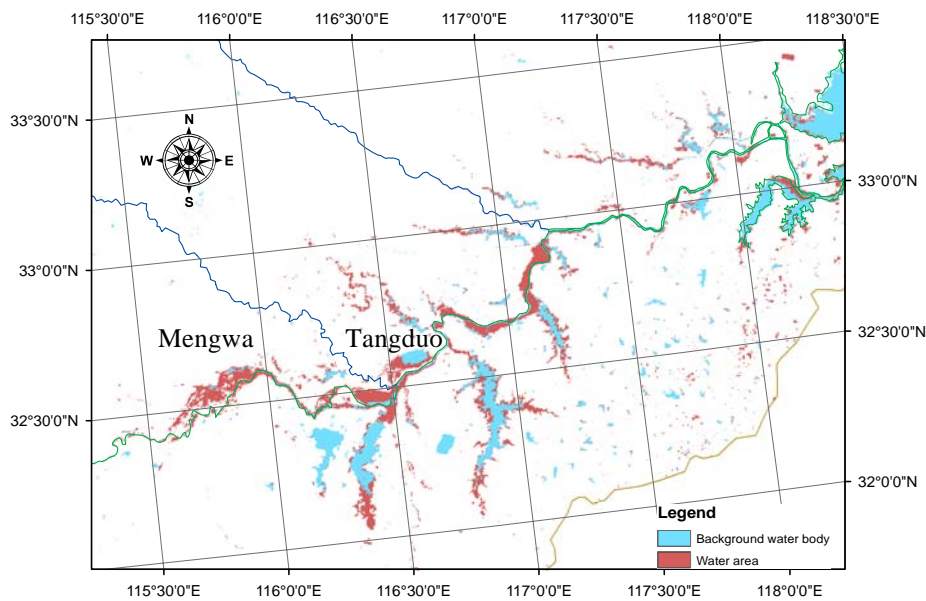 115°0'0"E 115°30'0"E 116°0'0"E 116°30'0"E 117°0'0"E 117°30'0"E 118°0'0"E 118°30'0"E
33°30'0"N
N
W E
S
33°0'0"N
33°0'0"N
Mengwa Tangduo
32°30'0"N
32°30'0"N
32°0'0"N
Legend
Background water body
Water area
115°30'0"E 116°0'0"E 116°30'0"E 117°0'0"E 117°30'0"E 118°0'0"E